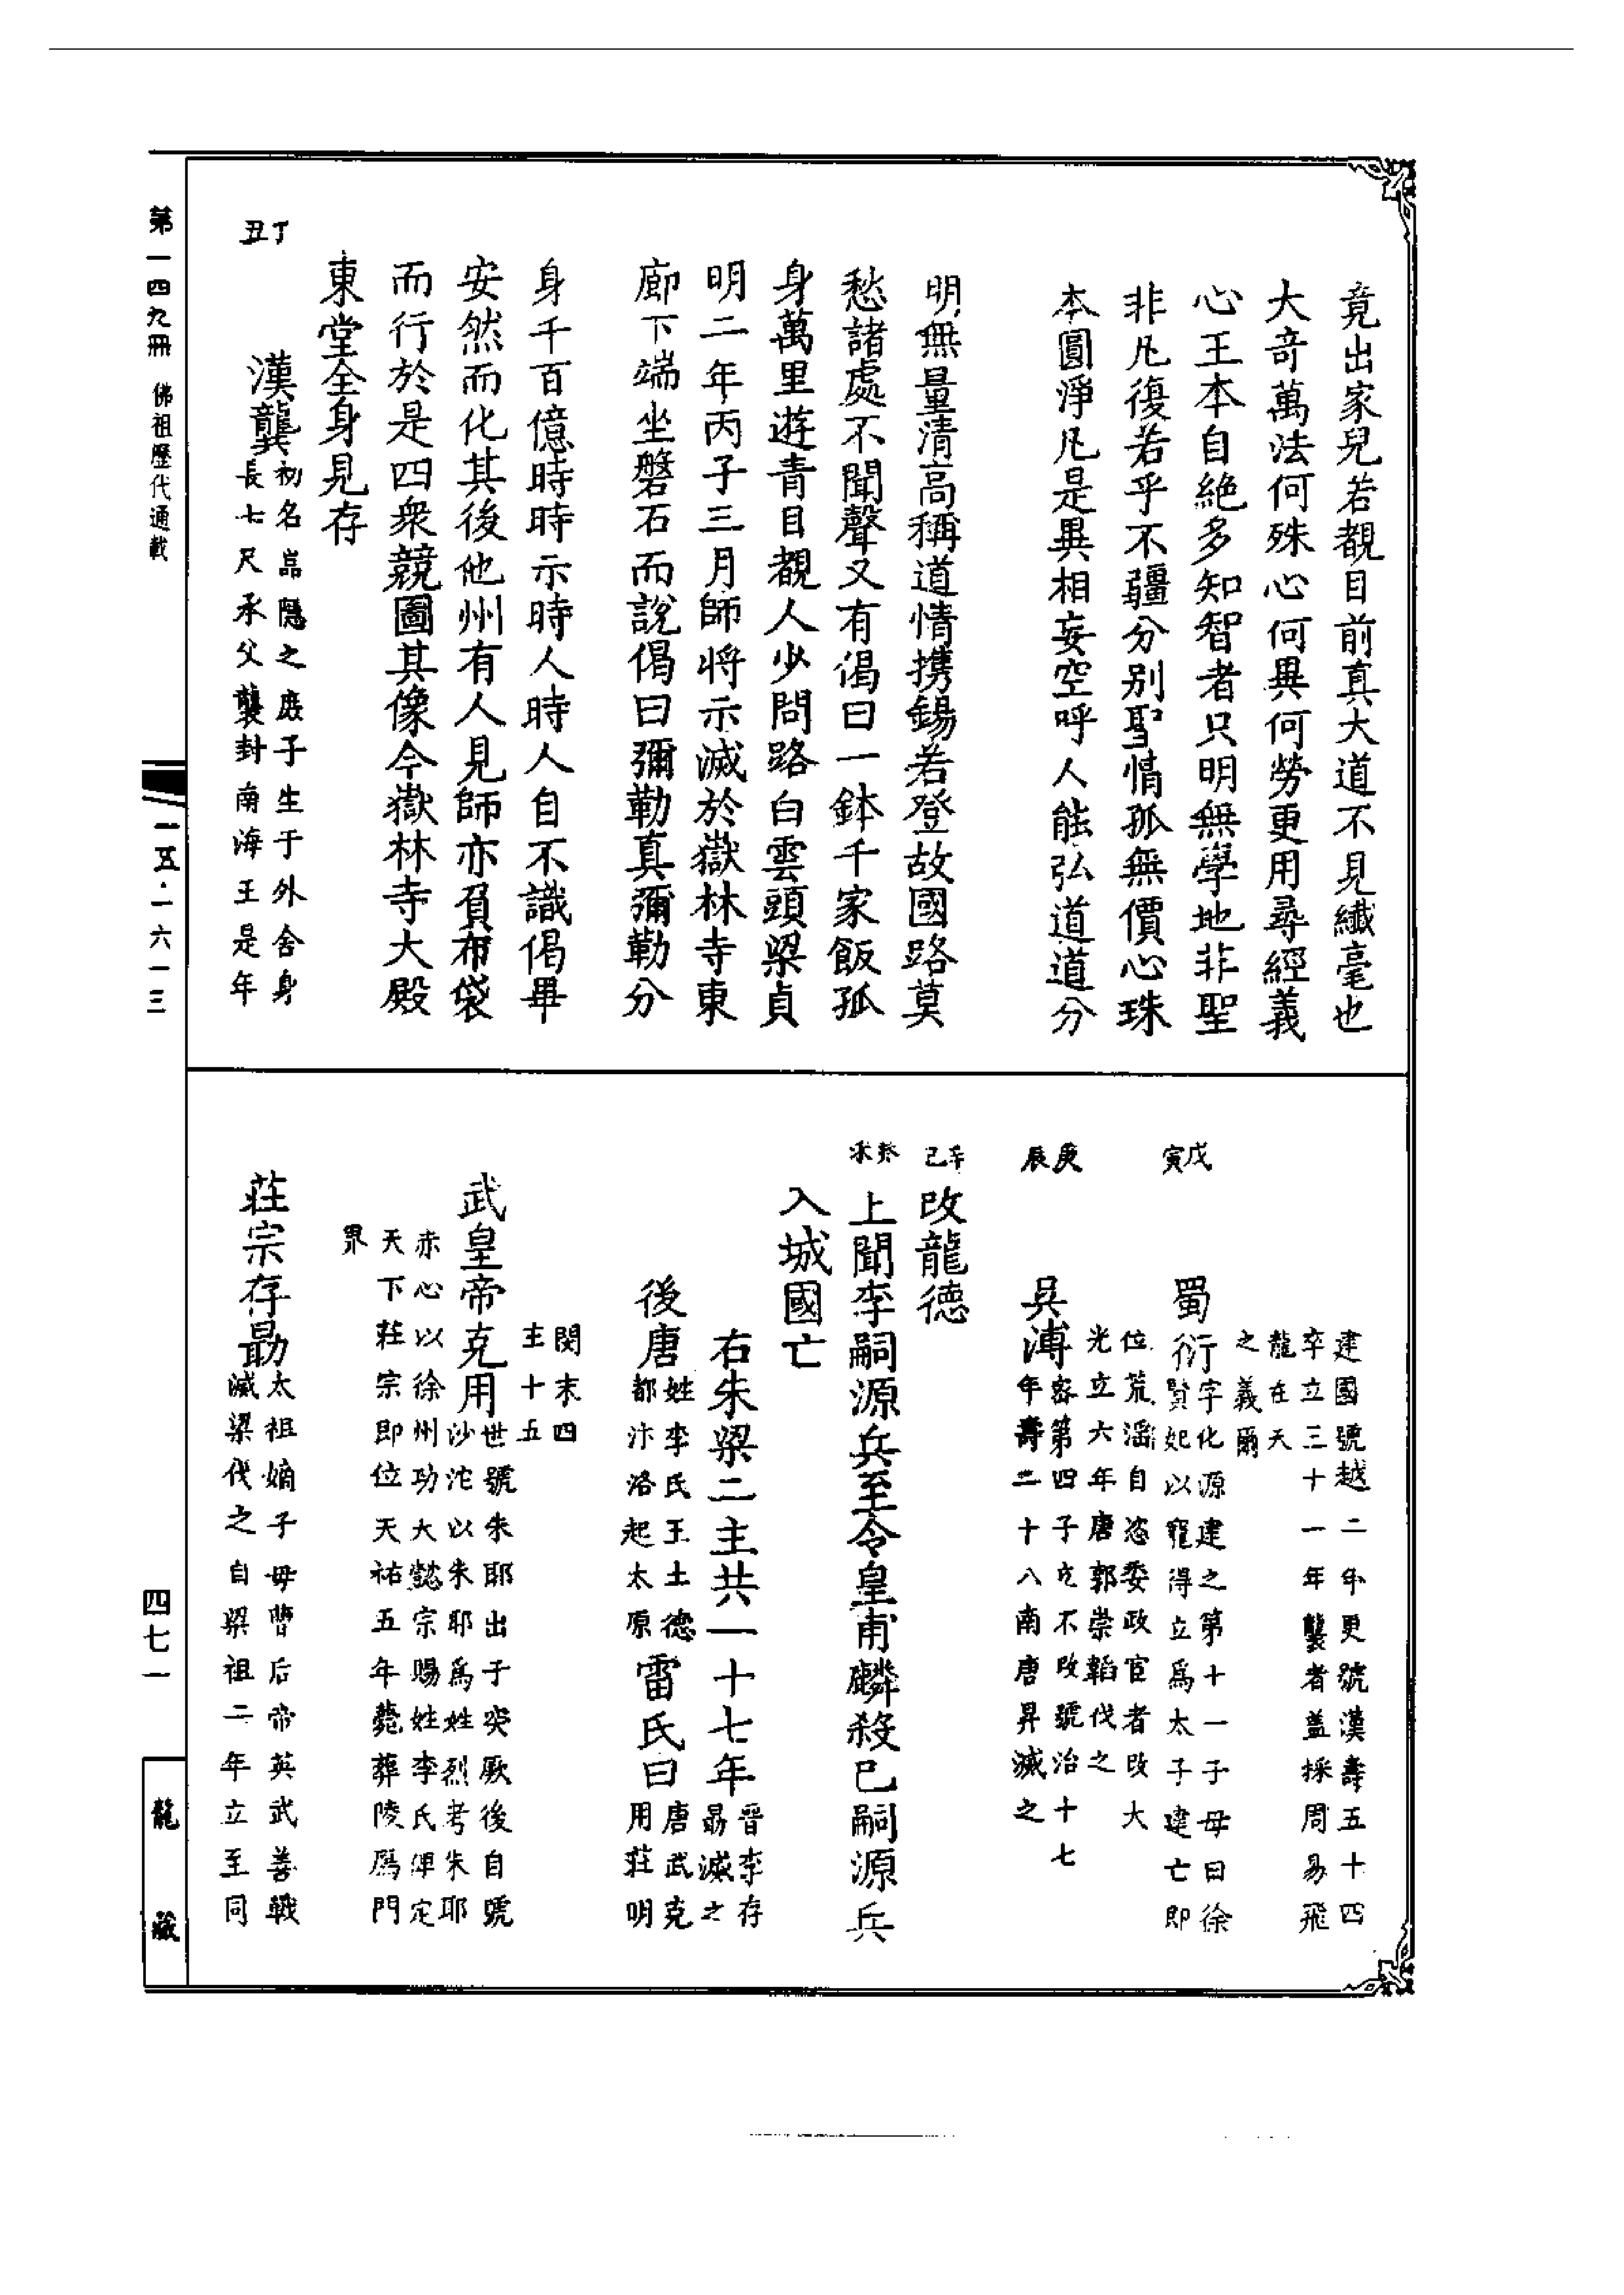 竟出家兒若覩目前真大道不見纖毫也
大奇萬法何殊心何異何勞更用尋經義
心王本自絶多知智者只明無學地非聖
非凡復若乎不彊分别聖情孤無價心珠
本圓淨凡是異相妄空呼人能弘道道分
明無量清高稱道情携錫若登故國路莫
愁諸處不聞聲又有偈曰一鉢千家飯孤
身萬里遊青目覩人少問路白雲頭梁貞
明二年丙子三月師將示滅於嶽林寺東
廊下端坐磐石而説偈曰彌勒真彌勒分
身千百億時時示時人時人自不識偈畢
安然而化其後他州有人見師亦負布袋
而行於是四衆競圖其像今嶽林寺大殿
東堂全身見存
丁丑
漢龑
初名嵓隱之庶子生于外舍身
長七尺承父襲封南海王是年
建國號越二年更號漢壽五十四
卒立三十一年龑者盖採周易飛
龍在天
之義爾
戊寅
蜀衍
字化源建之第十一子母曰徐
賢妃以寵得立爲太子建亡即
位荒淫自恣委政宦者改大
光立六年唐郭崇韜伐之
庚辰
吳溥
密第四子立不改號治十七
年壽二十八南唐昇滅之
辛巳
改龍德
癸未
上聞李嗣源兵至令皇甫麟殺已嗣源兵
入城國亡
右朱梁二主共一十七年
晋李存
勗滅之
後唐
姓李氏王土德
都汴洛起太原
雷氏曰
唐武克
用莊明
閔末四
主十五
武皇帝克用
世號朱耶出于突厥後自號
沙沱以朱耶爲姓烈考朱耶
赤心以徐州功大懿宗賜姓李氏俾定
天下莊宗即位天祐五年薨葬陵鴈門
界
莊宗存勗
太祖嫡子母曹后帝英武善戰
滅梁代之自梁祖二年立至同
第一四九冊
佛祖歷代通載
一五·一六一三
四七一
龍藏